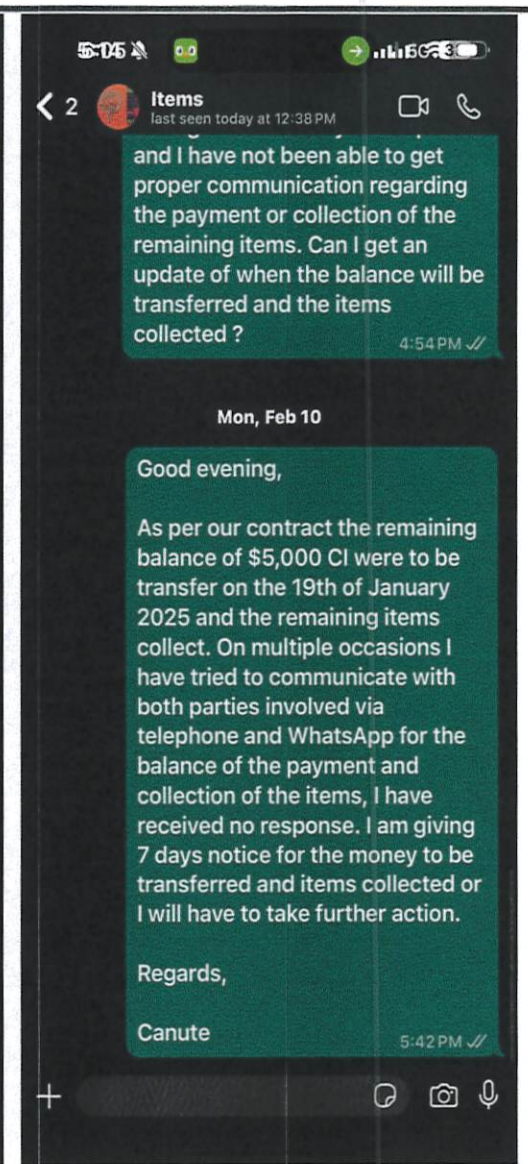 2
Items
last seen today at 12:38 PM
and I have not been able to get
proper communication regarding
the payment or collection of the
remaining items. Can I get an
update of when the balance will be
transferred and the items
collected ?
4:54 PM
Mon, Feb 10
Good evening,
As per our contract the remaining
balance of $5,000 CI were to be
transfer on the 19th of January
2025 and the remaining items
collect. On multiple occasions I
have tried to communicate with
both parties involved via
telephone and WhatsApp for the
balance of the payment and
collection of the items, I have
received no response. I am giving
7 days notice for the money to be
transferred and items collected or
I will have to take further action.
Regards,
Canute
5:42 PM